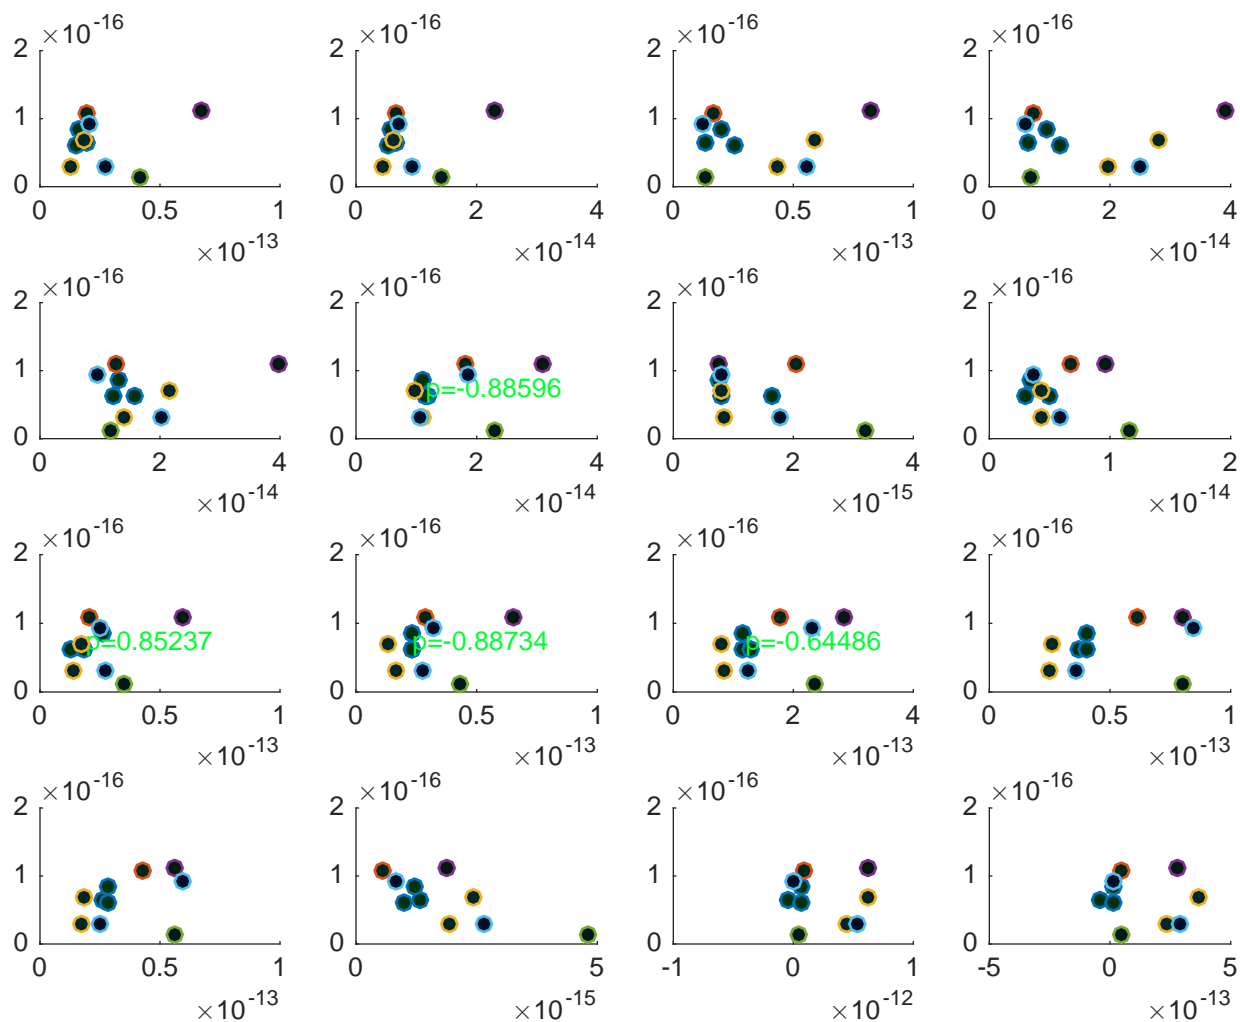 ×10-16 ×10-16 ×10-16 ×10-16
2 2 2 2
1 1 1 1
0 0 0 0
0 0.5 1 0 2 4 0 0.5 1 0 2 4
×10-13 ×10-14 ×10-13 ×10-14
×10-16 ×10-16 ×10-16 ×10-16
2 2 2 2
1 1 1 1
p=-0.88596
0 0 0 0
0 2 4 0 2 4 0 2 4 0 1 2
×10-14 ×10-14 ×10-15 ×10-14
×10-16 ×10-16 ×10-16 ×10-16
2 2 2 2
1 1 1 1
p=0.85237 p=-0.88734 p=-0.64486
0 0 0 0
0 0.5 1 0 0.5 1 0 2 4 0 0.5 1
×10-13 ×10-13 ×10-13 ×10-13
×10-16 ×10-16 ×10-16 ×10-16
2 2 2 2
1 1 1 1
0 0 0 0
0 0.5 1 0 5 -1 0 1 -5 0 5
×10-13 ×10-15 ×10-12 ×10-13